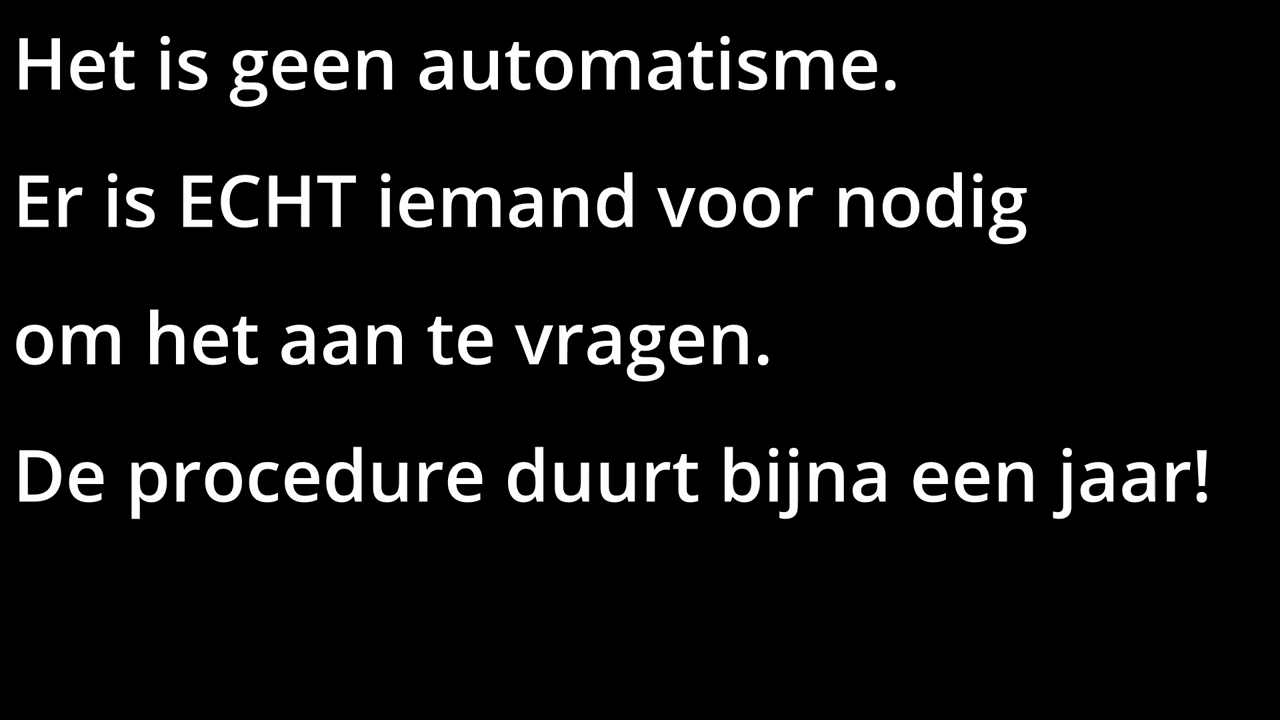 Het is geen automatisme.
Er is ECHT iemand voor nodig
om het aan te vragen.
De procedure duurt bijna een jaar!